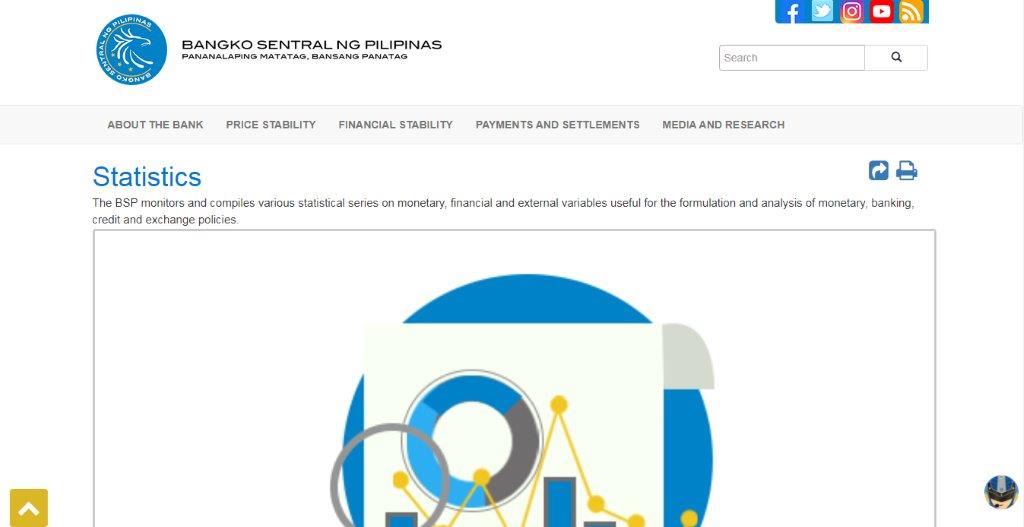 BANGKO SENTRAL NG PILIPINAS
BANGKO SENTRAL NG PILIPINAS
PANANALAPING MATATAG, BANSANG PANATAG
Search
ABOUT THE BANK PRICE STABILITY FINANCIAL STABILITY PAYMENTS AND SETTLEMENTS MEDIA AND RESEARCH
Statistics
The BSP monitors and compiles various statistical series on monetary, financial and external variables useful for the formulation and analysis of monetary, banking,
credit and exchange policies.